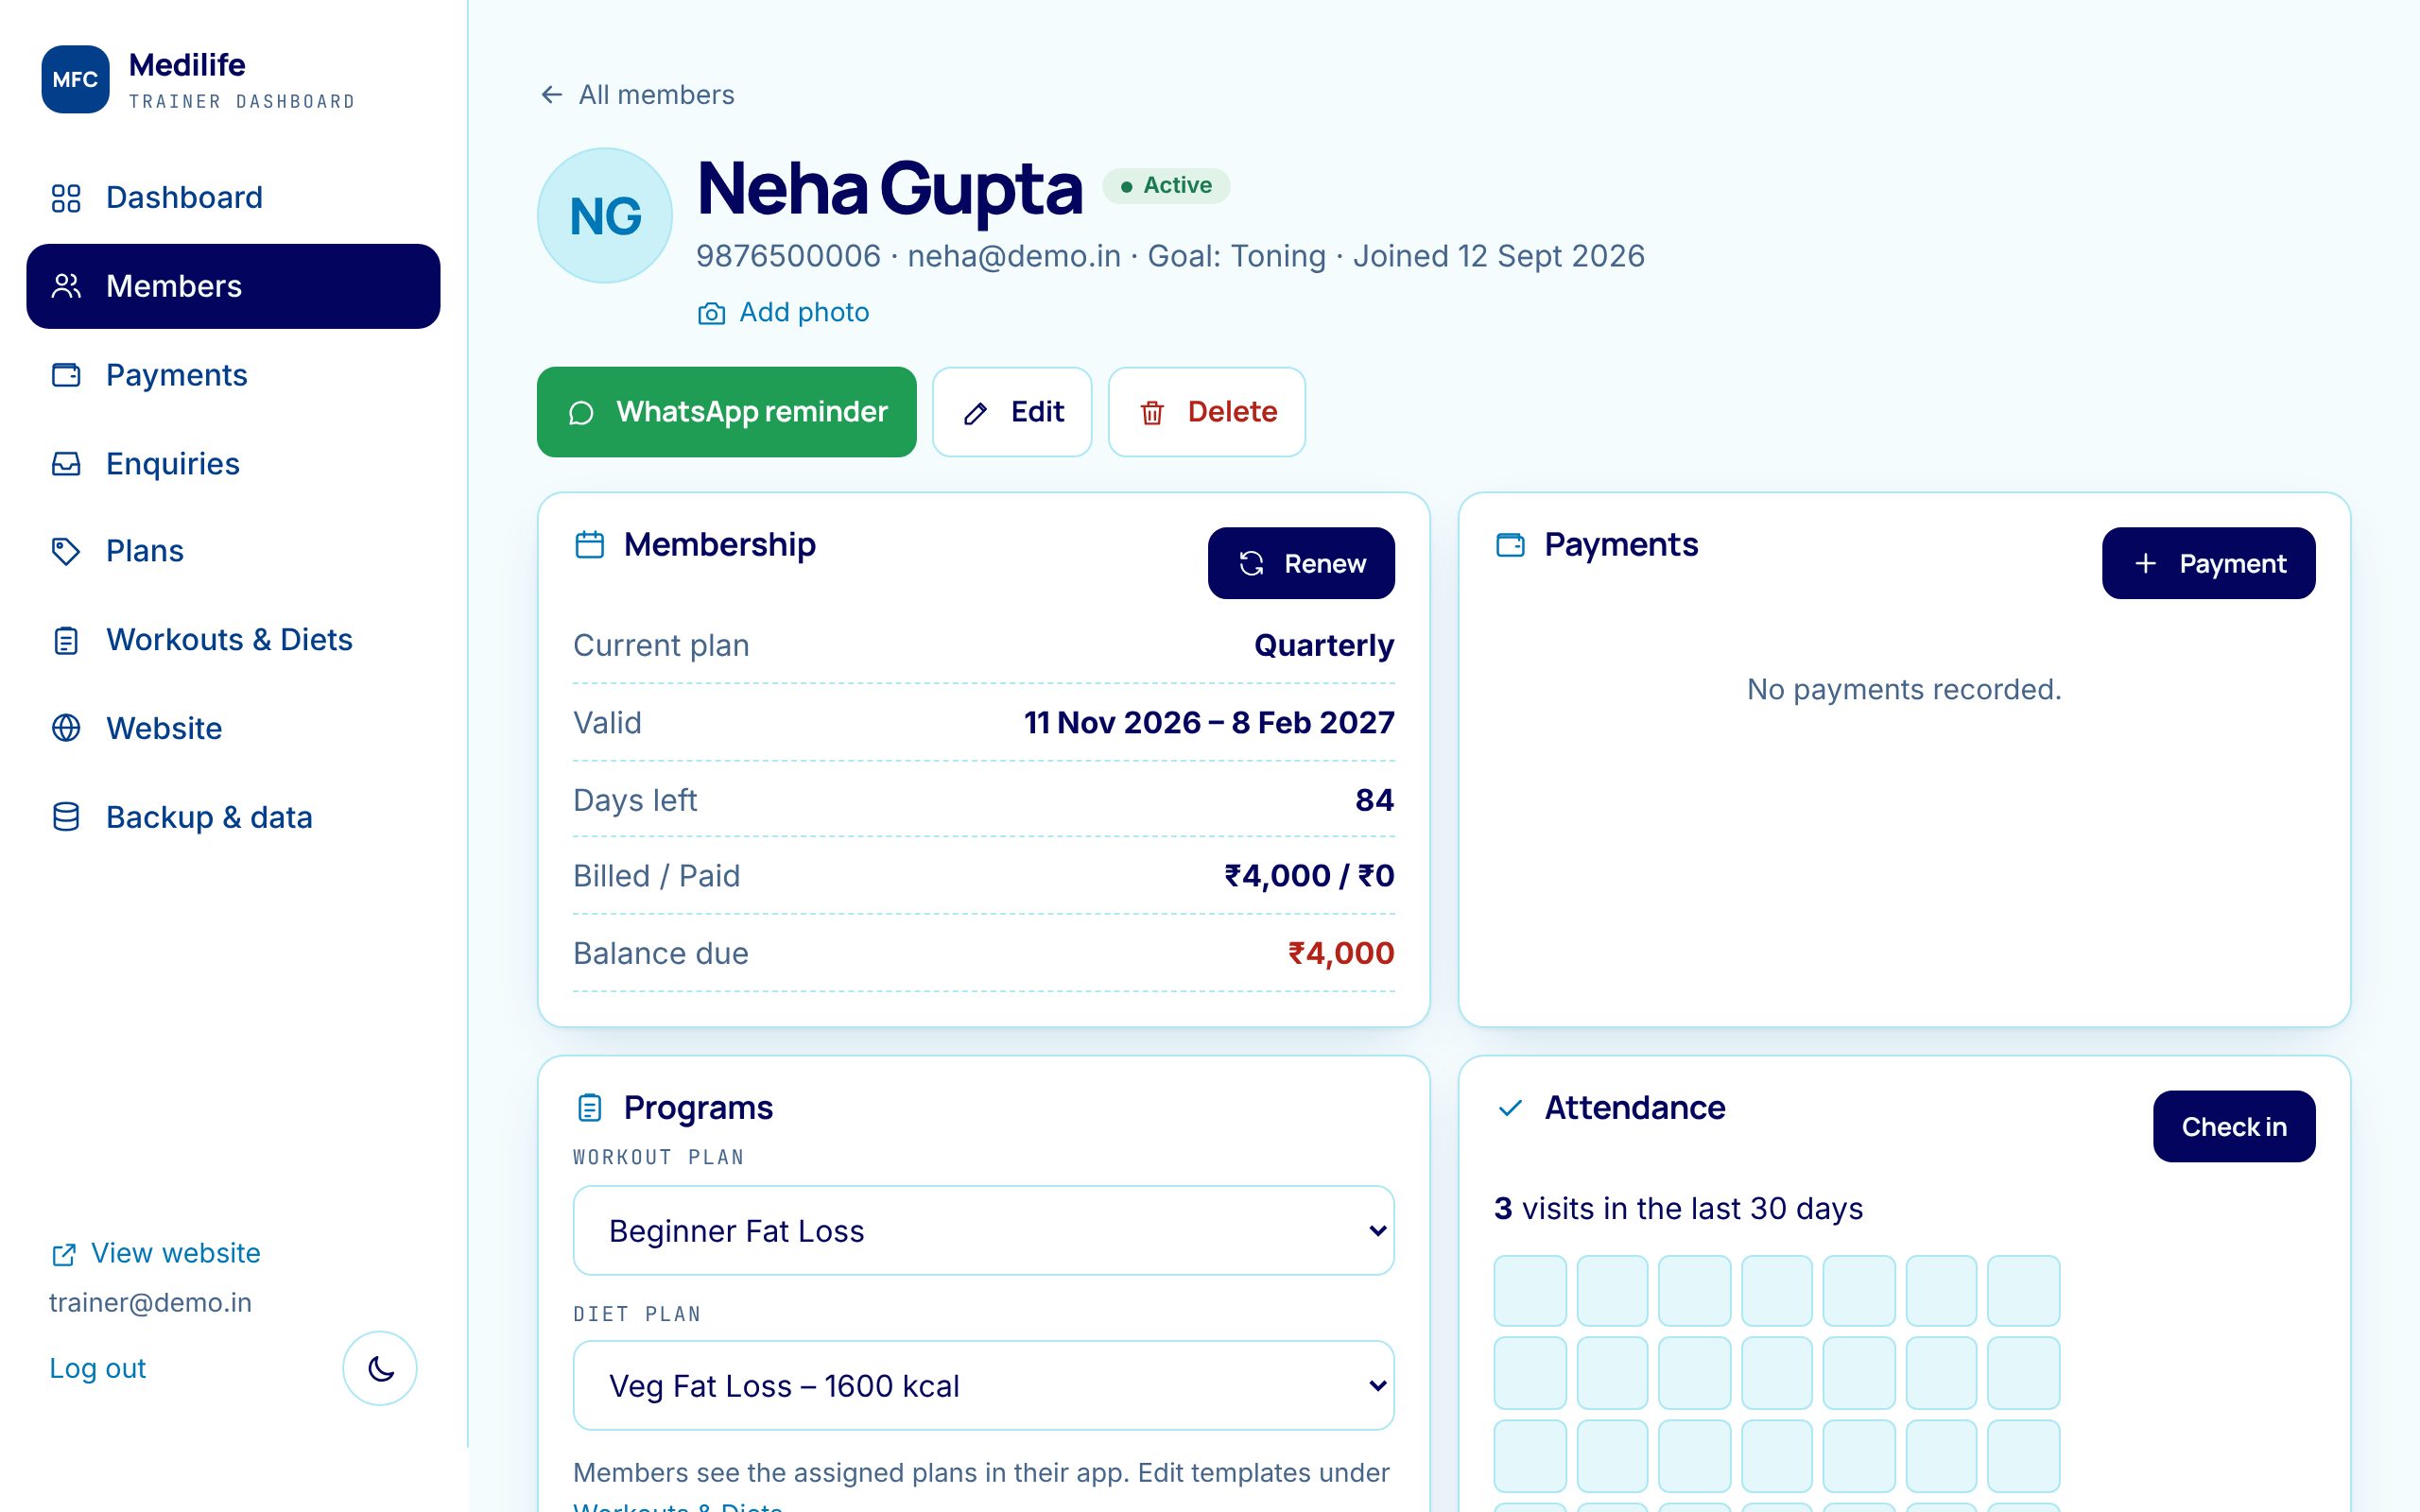 MFC
Medilife
TRAINER DASHBOARD
Dashboard
Members
Payments
Enquiries
Plans
Workouts & Diets
Website
Backup & data
View website
trainer@demo.in
Log out
All members
NG
Neha Gupta
Active
9876500006 · neha@demo.in · Goal: Toning · Joined 12 Sept 2026
Add photo
WhatsApp reminder
Edit
Delete
Membership
Renew
Current plan
Quarterly
Valid
11 Nov 2026 – 8 Feb 2027
Days left
84
Billed / Paid
₹4,000 / ₹0
Balance due
₹4,000
Payments
Payment
No payments recorded.
Programs
WORKOUT PLAN
Beginner Fat Loss
DIET PLAN
Veg Fat Loss – 1600 kcal
Members see the assigned plans in their app. Edit templates under
Workouts & Diets
Attendance
Check in
3 visits in the last 30 days